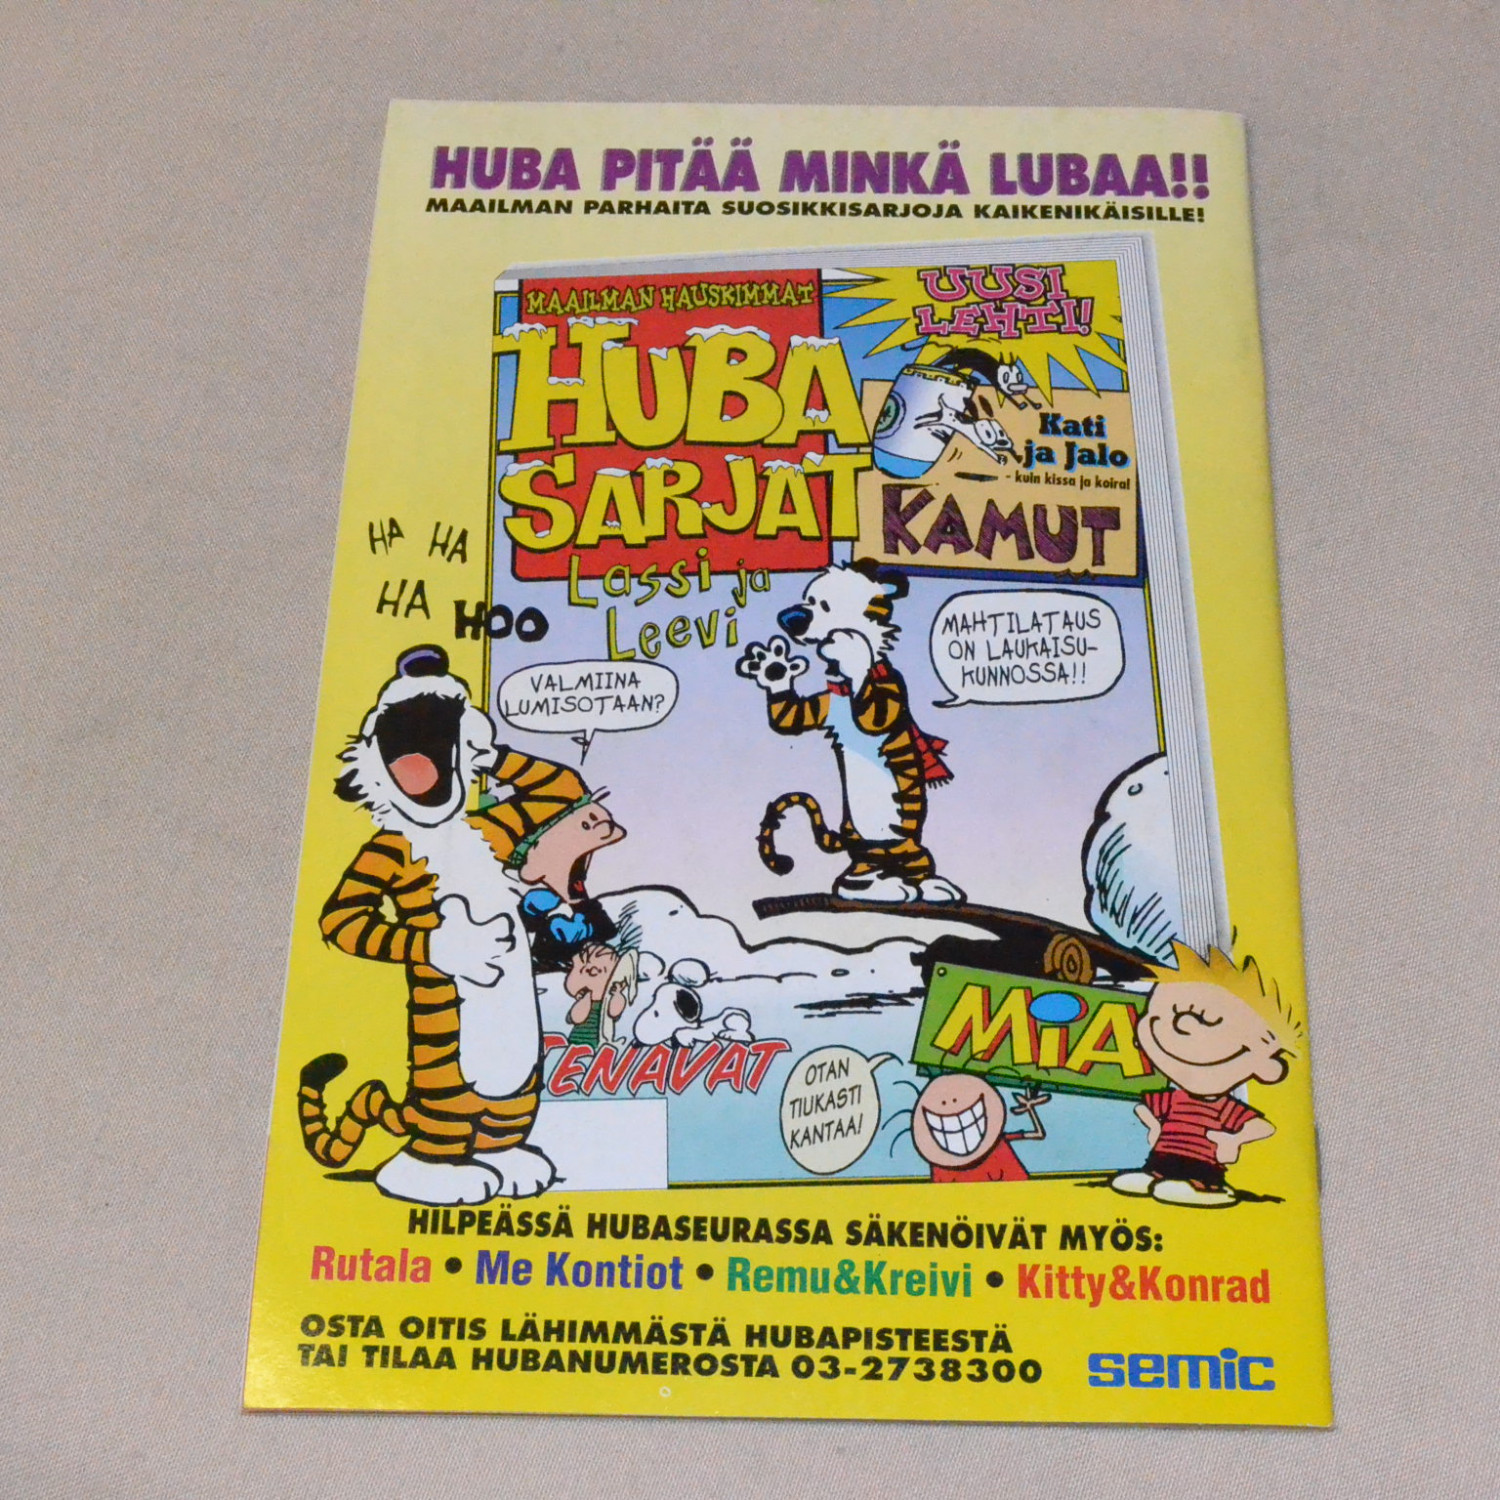 HUBA PITÄÄ MINKÄ LUBAA!!
MAAILMAN PARHAITA SUOSIKKISARJOJA KAIKENIKÄISILLE!
MAAILMAN HAUSKIMMAT
HUBA
SARJAT
UUSI
LEHTI!
Kati
ja Jalo
- kuin kissa ja koira!
KAMUT
Lassi ja
Leevi
HA HA
HA HOO
VALMIINA
LUMISOTAAN?
MAHTILATAUS
ON LAUKAISU-
KUNNOSSA!!
TENAVAT
MiA
OTAN
TIUKASTI
KANTAA!
HILPEÄSSÄ HUBASEURASSA SÄKENÖIVÄT MYÖS:
Rutala • Me Kontiot • Remu&Kreivi • Kitty&Konrad
OSTA OITIS LÄHIMMÄSTÄ HUBAPISTEESTÄ
TAI TILAA HUBANUMEROSTA 03-2738300
semic